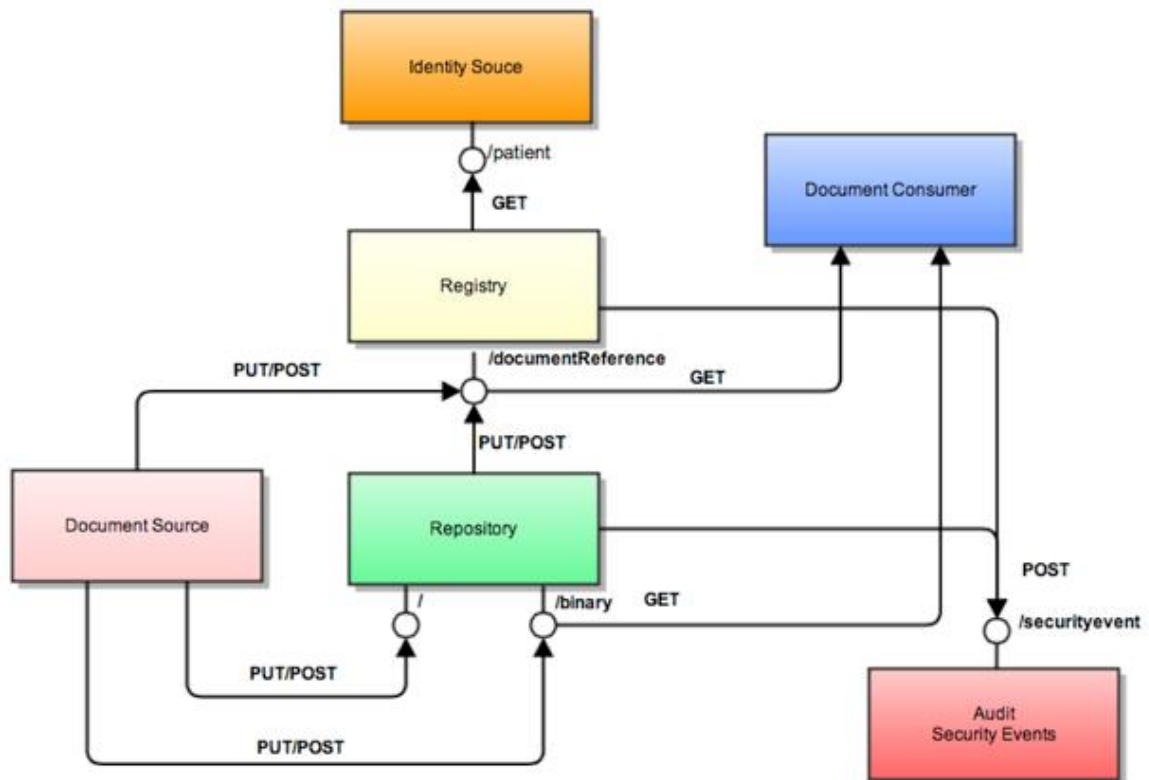 Identity Souce
/patient
GET
Document Consumer
Registry
/documentReference
PUT/POST
GET
PUT/POST
Document Source
Repository
POST
/
/binary
GET
/securityevent
PUT/POST
Audit
Security Events
PUT/POST